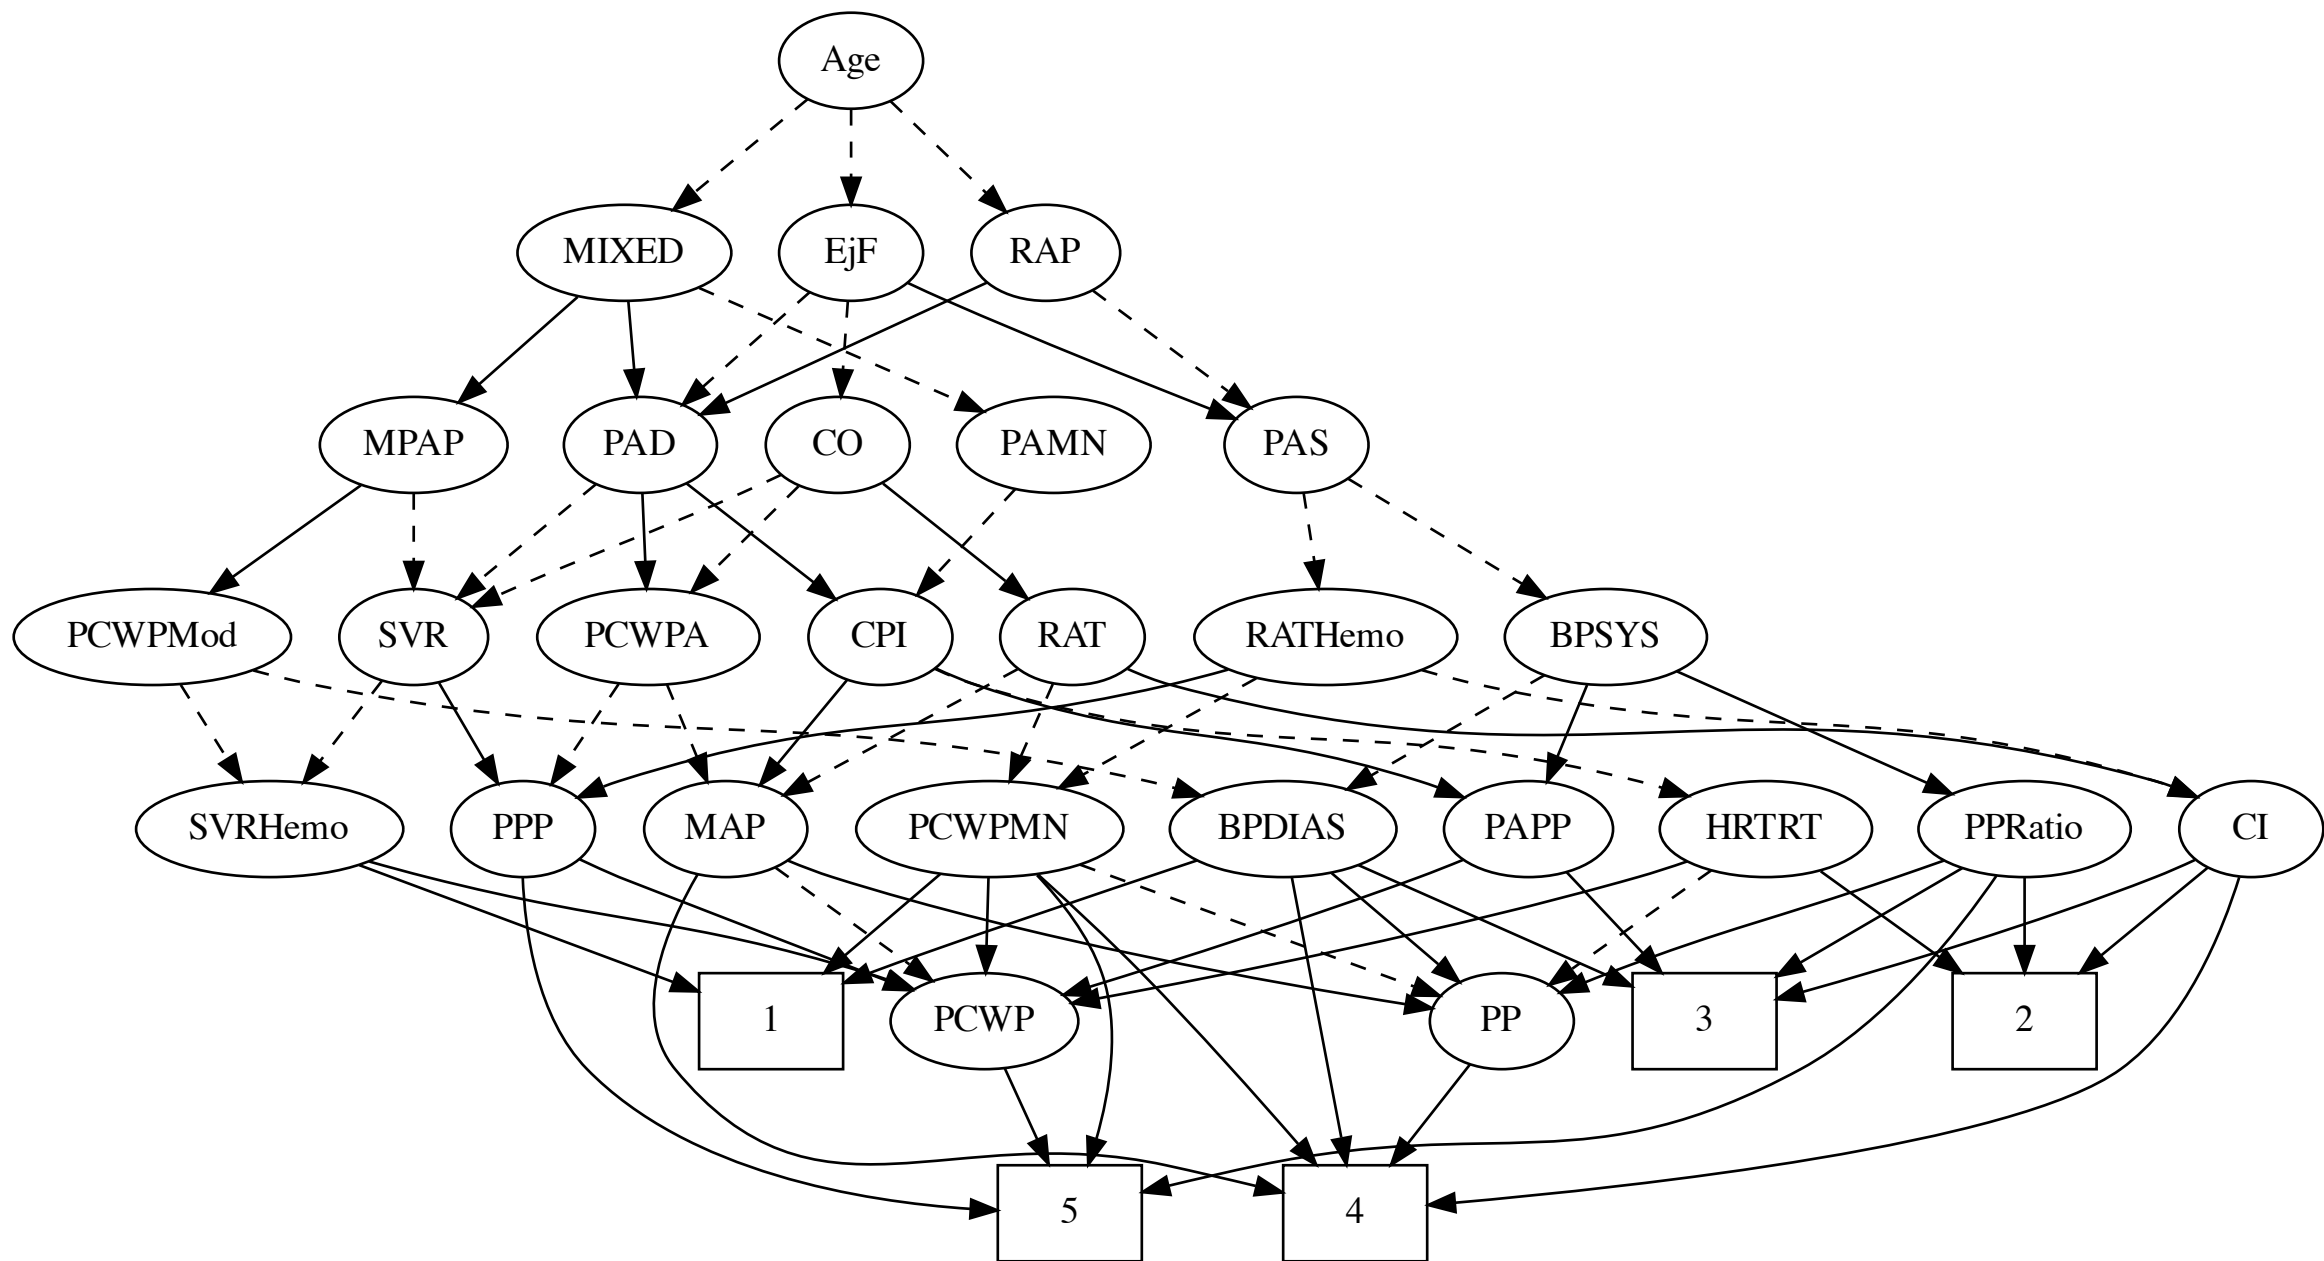 Age
MIXED
EjF
RAP
MPAP
PAD
CO
PAMN
PAS
PCWPMod
SVR
PCWPA
CPI
RAT
RATHemo
BPSYS
SVRHemo
PPP
MAP
PCWPMN
BPDIAS
PAPP
HRTRT
PPRatio
CI
1
PCWP
PP
3
2
5
4